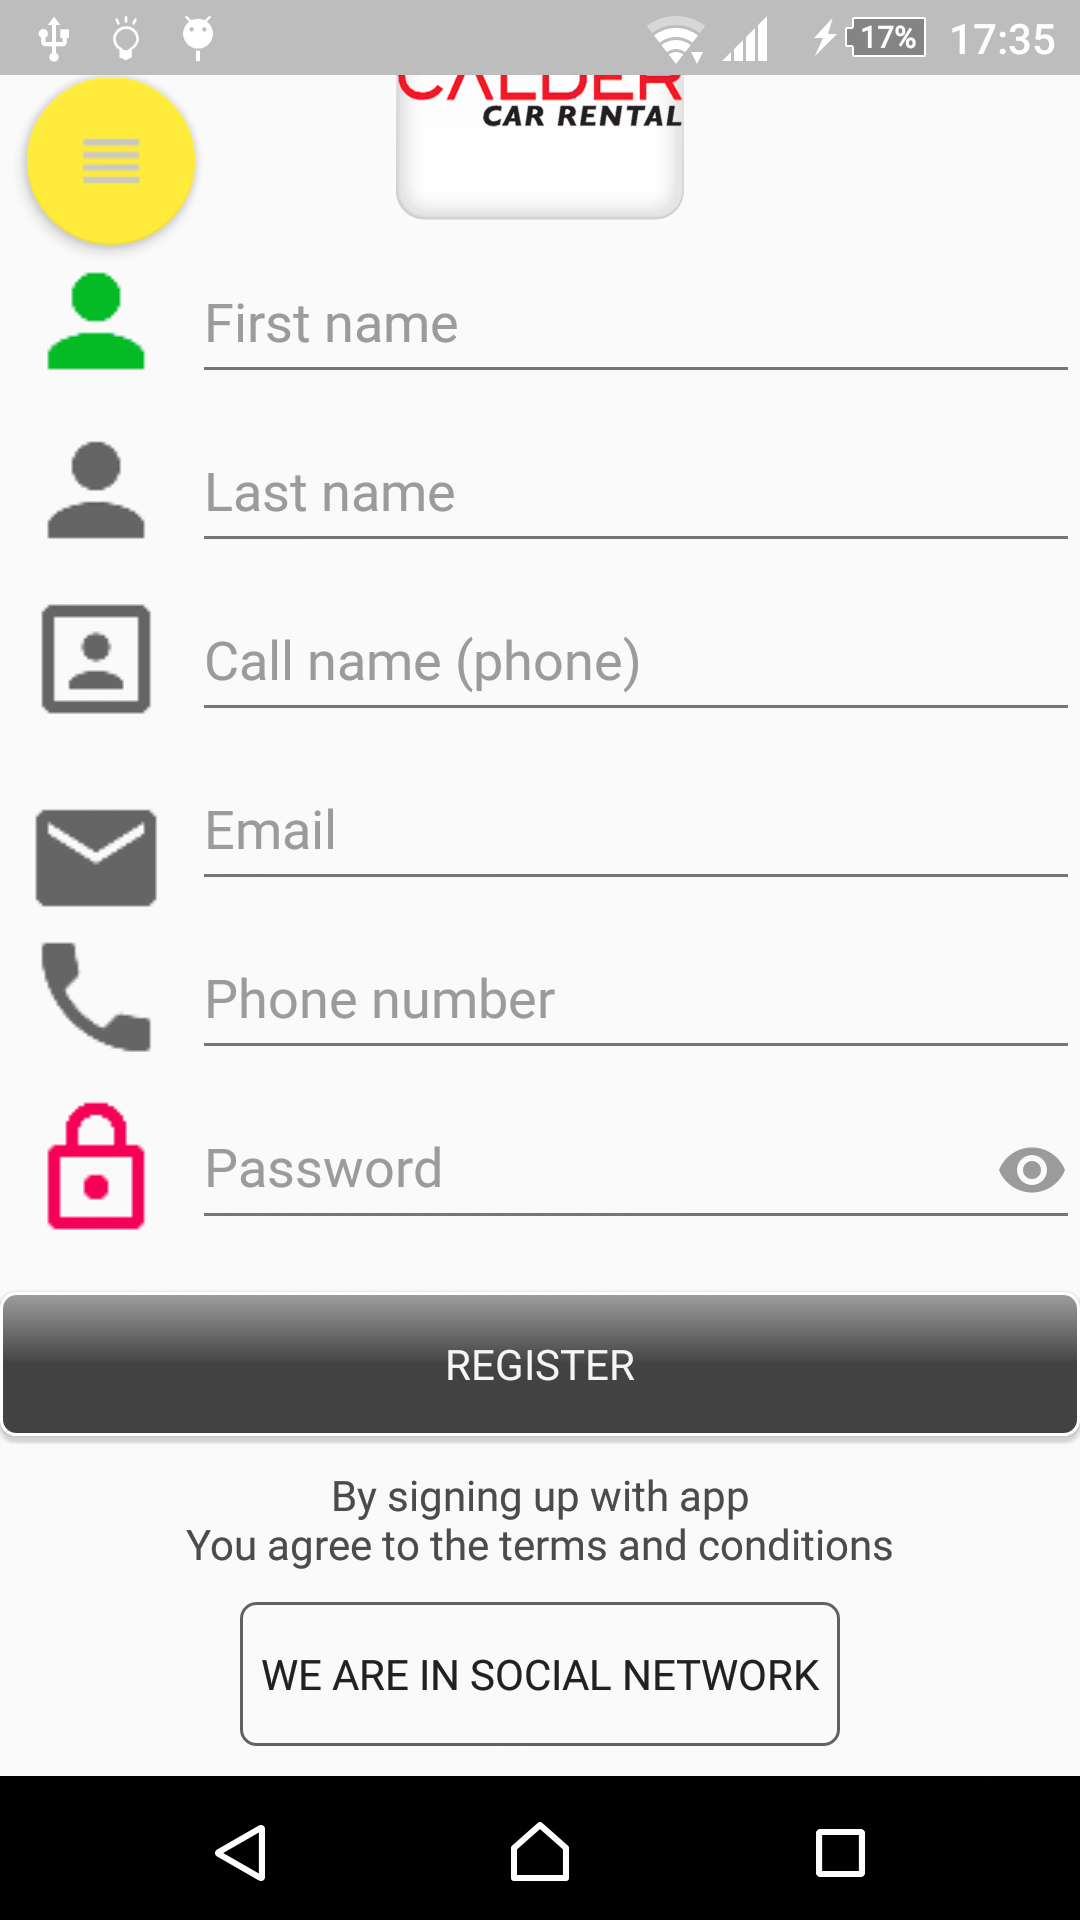 17% 17:35
CALDER
CAR RENTAL
First name
Last name
Call name (phone)
Email
Phone number
Password
REGISTER
By signing up with app
You agree to the terms and conditions
WE ARE IN SOCIAL NETWORK